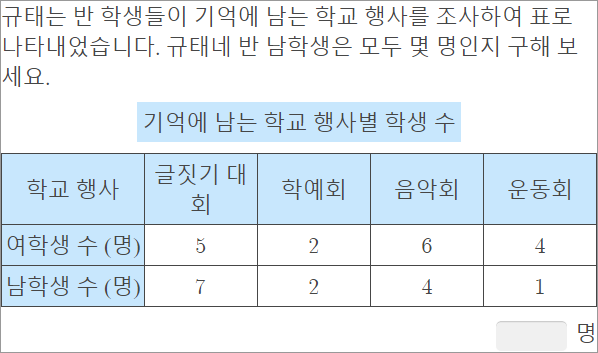 규태는 반 학생들이 기억에 남는 학교 행사를 조사하여 표로
나타내었습니다. 규태네 반 남학생은 모두 몇 명인지 구해 보
세요.
기억에 남는 학교 행사별 학생 수
학교 행사 글짓기 대회 학예회 음악회 운동회
여학생 수 (명) 5 2 6 4
남학생 수 (명) 7 2 4 1
명